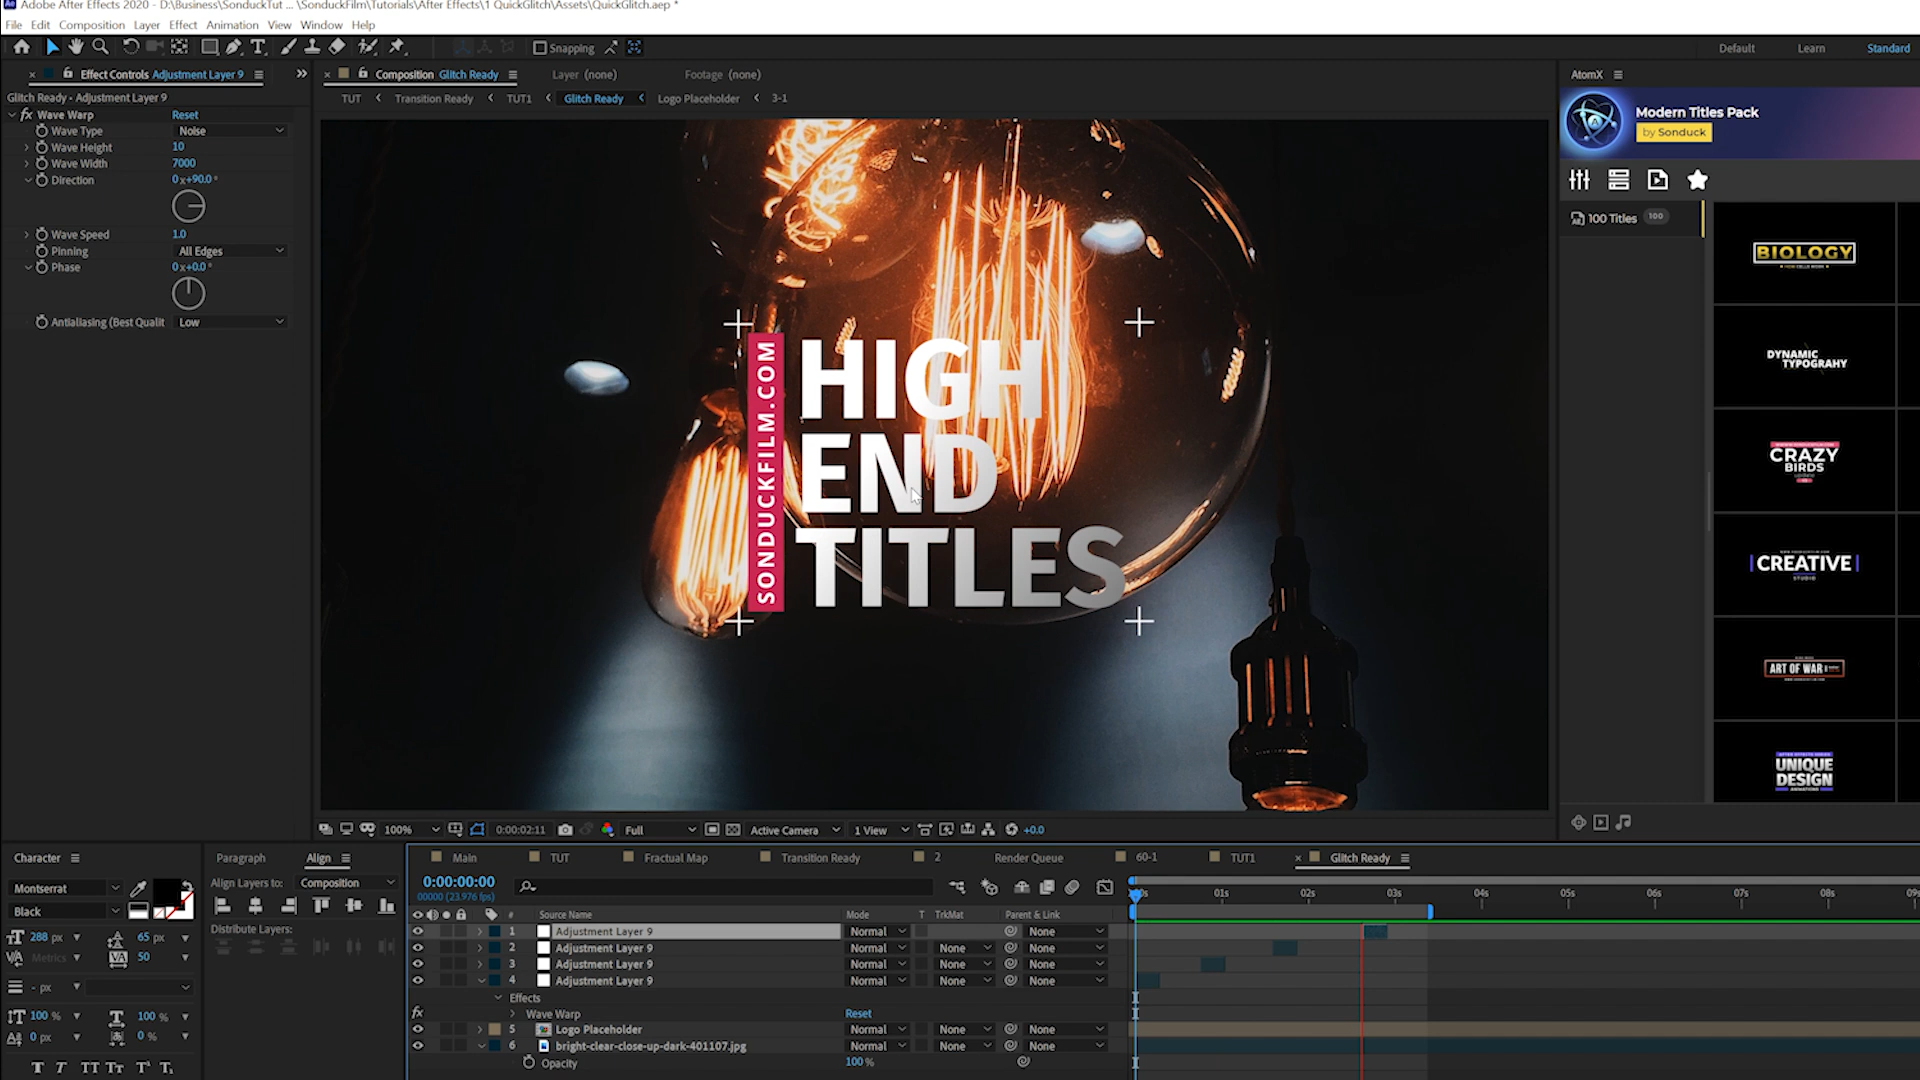 Adobe After Effects 2020 - D:\Business\SonduckTut ... \SonduckFilm\Tutorials\After Effects\1 QuickGlitch\Assets\QuickGlitch.aep *
File Edit Composition Layer Effect Animation View Window Help
Snapping
Default Learn Standard
Effect Controls Adjustment Layer 9
Composition Glitch Ready
Layer (none)
Footage (none)
AtomX
Glitch Ready - Adjustment Layer 9
TUT Transition Ready TUT1 Glitch Ready Logo Placeholder 3-1
Wave Warp Reset
Wave Type Noise
Wave Height 10
Wave Width 7000
Direction 0x+90.0°
Wave Speed 1.0
Pinning All Edges
Phase 0x+0.0°
Antialiasing (Best Qualit Low
SONDUCKFILM.COM
HIGH
END
TITLES
Modern Titles Pack
by Sonduck
100 Titles 100
BIOLOGY
DYNAMIC
TYPOGRAHY
CRAZY
BIRDS
CREATIVE
STUDIO
ART OF WAR
UNIQUE
DESIGN
100% 0:00:02:11 Full Active Camera 1 View +0.0
Character
Montserrat
Black
288 px 65 px
Metrics 50
- px
100 % 100 %
0 px 0 %
T T TT Tт T¹ T₁
Paragraph Align
Align Layers to: Composition
Distribute Layers:
Main TUT Fractual Map Transition Ready 2 Render Queue 60-1 TUT1 Glitch Ready
0:00:00:00
00000 (23.976 fps)
01s 02s 03s 04s 05s 06s 07s 08s
# Source Name Mode T TrkMat Parent & Link
1 Adjustment Layer 9 Normal None
2 Adjustment Layer 9 Normal None None
3 Adjustment Layer 9 Normal None None
4 Adjustment Layer 9 Normal None None
Effects
fx Wave Warp Reset
5 Logo Placeholder Normal None None
6 bright-clear-close-up-dark-401107.jpg Normal None None
Opacity 100 %